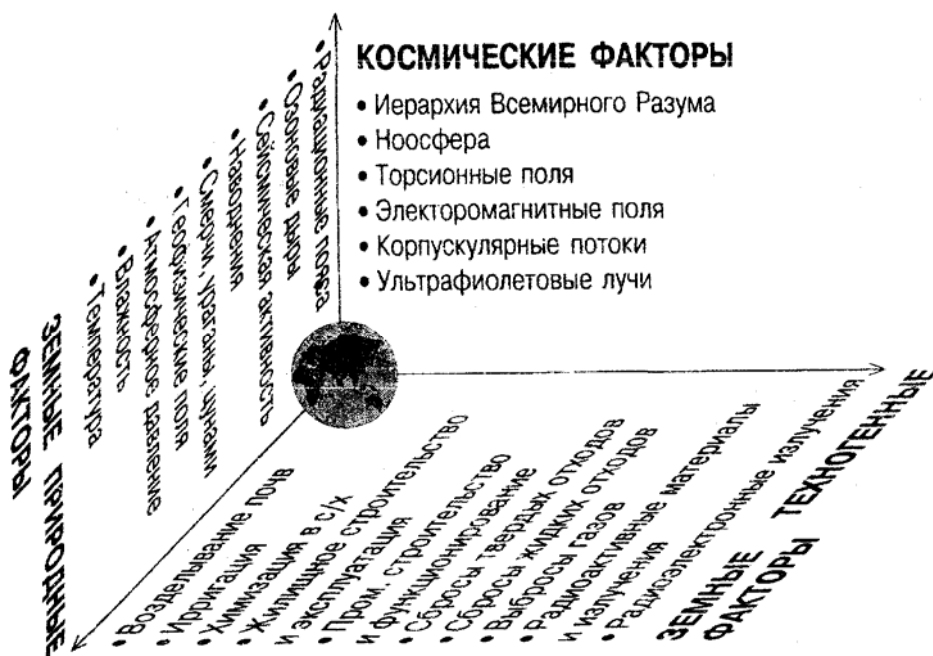 КОСМИЧЕСКИЕ ФАКТОРЫ
• Иерархия Всемирного Разума
• Ноосфера
• Торсионные поля
• Электоромагнитные поля
• Корпускулярные потоки
• Ультрафиолетовые лучи
• Радиационные пояса
• Озоновые дыры
• Сейсмическая активность
• Наводнения
• Смерчи, ураганы, цунами
• Геофизические поля
• Атмосферное давление
• Влажность
• Температура
ЗЕМНЫЕ ПРИРОДНЫЕ
ФАКТОРЫ
• Возделывание почв
• Ирригация
• Химизация в с/х
• Жилищное строительство
и эксплуатация
• Пром. строительство
и функционирование
• Сбросы твердых отходов
• Сбросы жидких отходов
• Выбросы газов
• Радиоактивные материалы
и излучения
• Радиоэлектронные излучения
ЗЕМНЫЕ ТЕХНОГЕННЫЕ
ФАКТОРЫ